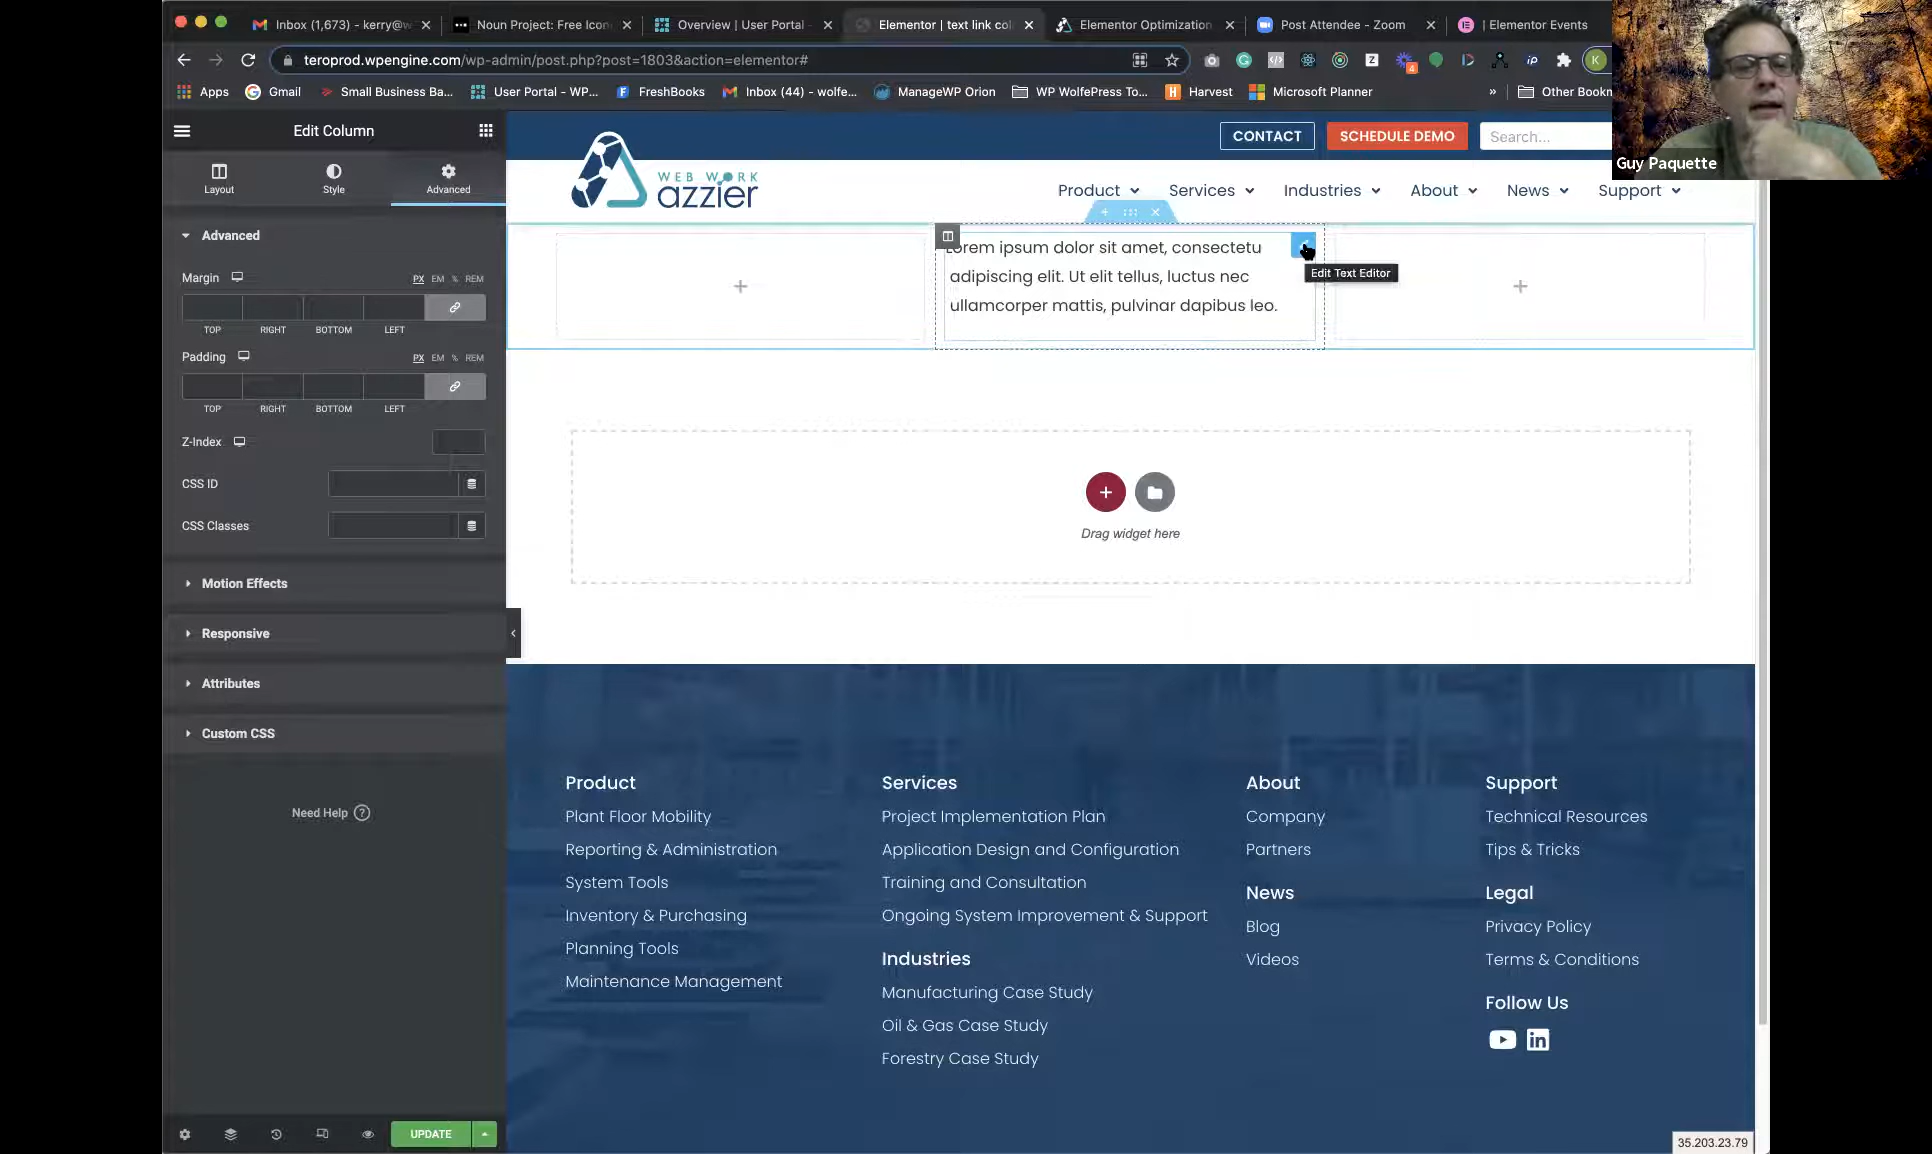 Inbox (1,673) – kerry@w
Noun Project: Free Icon
Overview | User Portal –
Elementor | text link col
Elementor Optimization
Post Attendee - Zoom
| Elementor Events
teroprod.wpengine.com/wp-admin/post.php?post=1803&action=elementor#
Apps
Gmail
Small Business Ba...
User Portal – WP...
FreshBooks
Inbox (44) – wolfe...
ManageWP Orion
WP WolfePress To...
Harvest
Microsoft Planner
»
Other Bookn
Guy Paquette
Edit Column
Layout
Style
Advanced
Advanced
Margin
PX EM % REM
TOP RIGHT BOTTOM LEFT
Padding
PX EM % REM
TOP RIGHT BOTTOM LEFT
Z-Index
CSS ID
CSS Classes
Motion Effects
Responsive
Attributes
Custom CSS
Need Help ?
UPDATE
CONTACT
SCHEDULE DEMO
Search...
WEB WORK
azzier
Product
Services
Industries
About
News
Support
Lorem ipsum dolor sit amet, consectetu
adipiscing elit. Ut elit tellus, luctus nec
ullamcorper mattis, pulvinar dapibus leo.
Edit Text Editor
Drag widget here
Product
Plant Floor Mobility
Reporting & Administration
System Tools
Inventory & Purchasing
Planning Tools
Maintenance Management
Services
Project Implementation Plan
Application Design and Configuration
Training and Consultation
Ongoing System Improvement & Support
Industries
Manufacturing Case Study
Oil & Gas Case Study
Forestry Case Study
About
Company
Partners
News
Blog
Videos
Support
Technical Resources
Tips & Tricks
Legal
Privacy Policy
Terms & Conditions
Follow Us
35.203.23.79